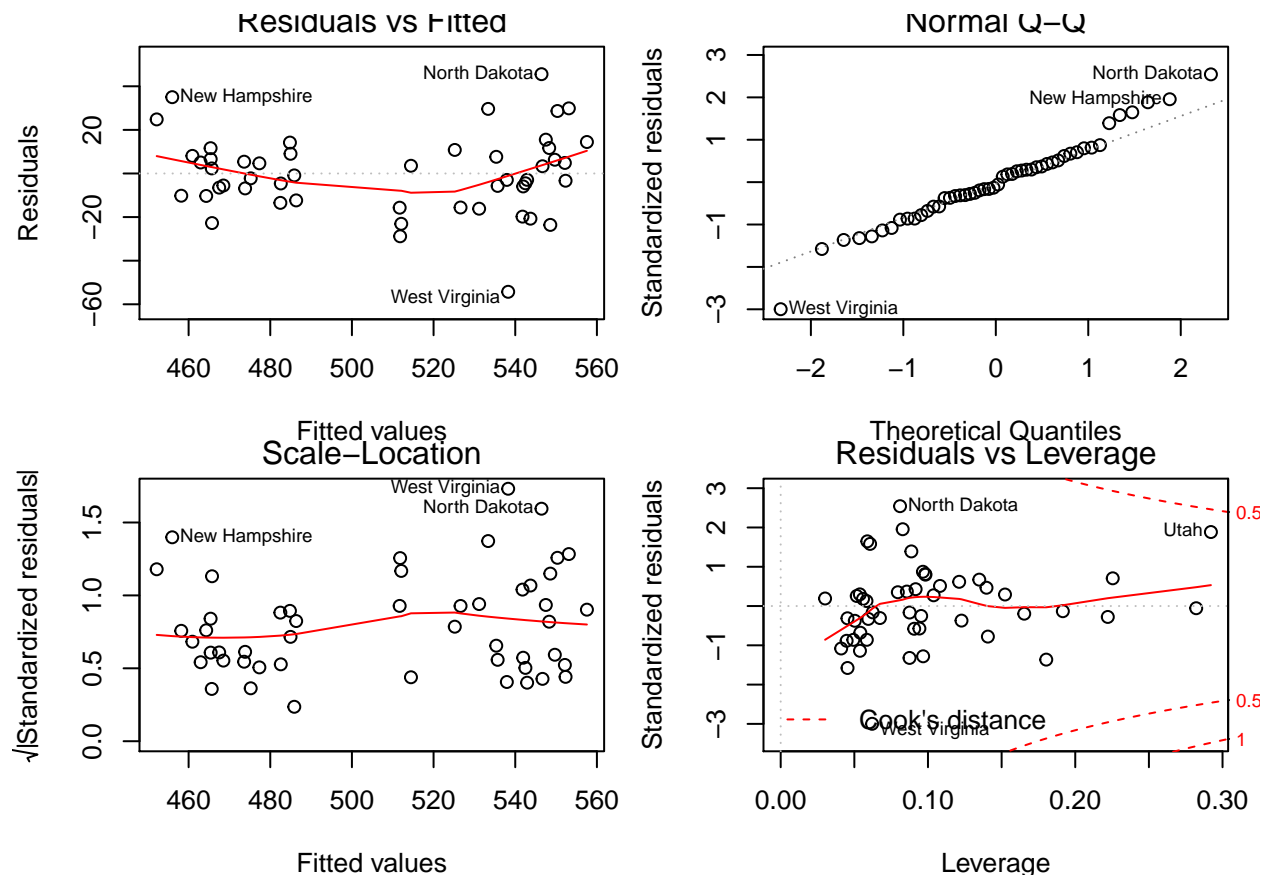 Residuals vs Fitted
Residuals
20
−20
−60
North Dakota
New Hampshire
West Virginia
460 480 500 520 540 560
Fitted values
Normal Q−Q
Standardized residuals
3
2
1
−1
−3
North Dakota
New Hampshire
West Virginia
−2 −1 0 1 2
Theoretical Quantiles
Scale−Location
√|Standardized residuals|
1.5
1.0
0.5
0.0
West Virginia
North Dakota
New Hampshire
460 480 500 520 540 560
Fitted values
Residuals vs Leverage
Standardized residuals
3
2
1
0
−1
−3
North Dakota
Utah
0.5
Cook's distance
West Virginia
0.5
1
0.00 0.10 0.20 0.30
Leverage